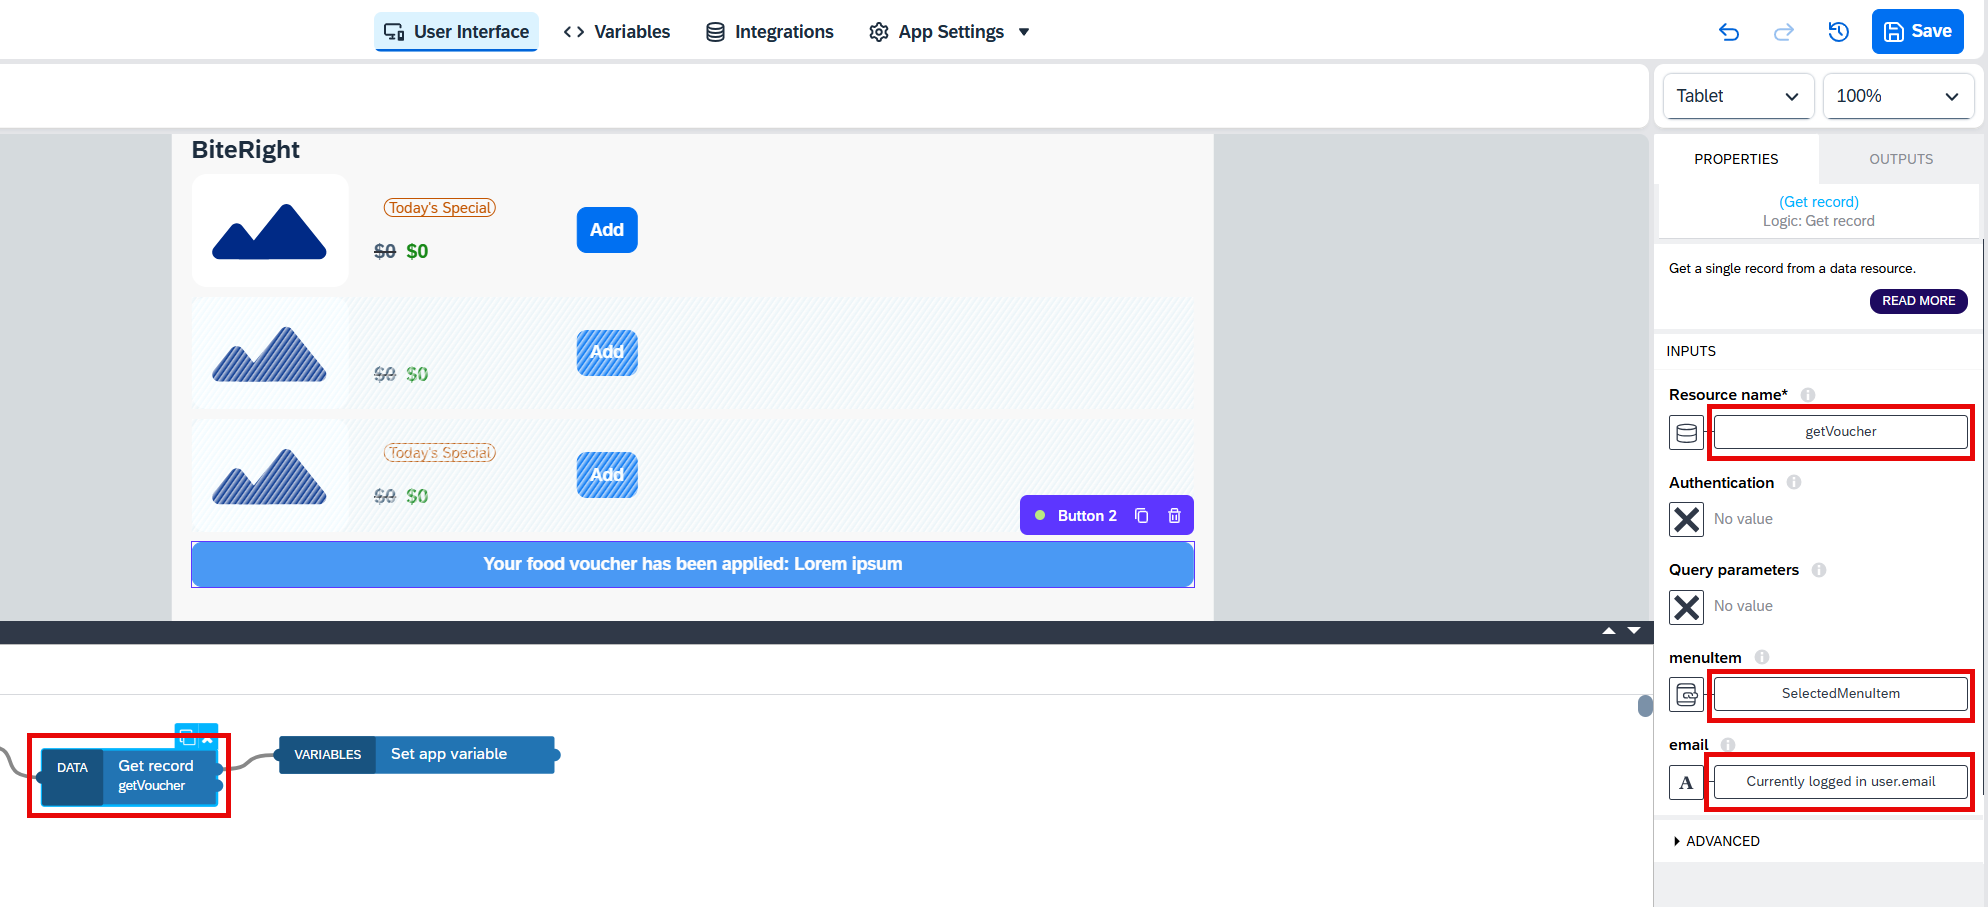 User Interface
Variables
Integrations
App Settings
Save
Tablet
100%
BiteRight
Today's Special
$0 $0
Add
$0 $0
Add
Today's Special
$0 $0
Add
Button 2
Your food voucher has been applied: Lorem ipsum
DATA
Get record
getVoucher
VARIABLES
Set app variable
PROPERTIES
OUTPUTS
(Get record)
Logic: Get record
Get a single record from a data resource.
READ MORE
INPUTS
Resource name*
getVoucher
Authentication
No value
Query parameters
No value
menuItem
SelectedMenuItem
email
A
Currently logged in user.email
ADVANCED